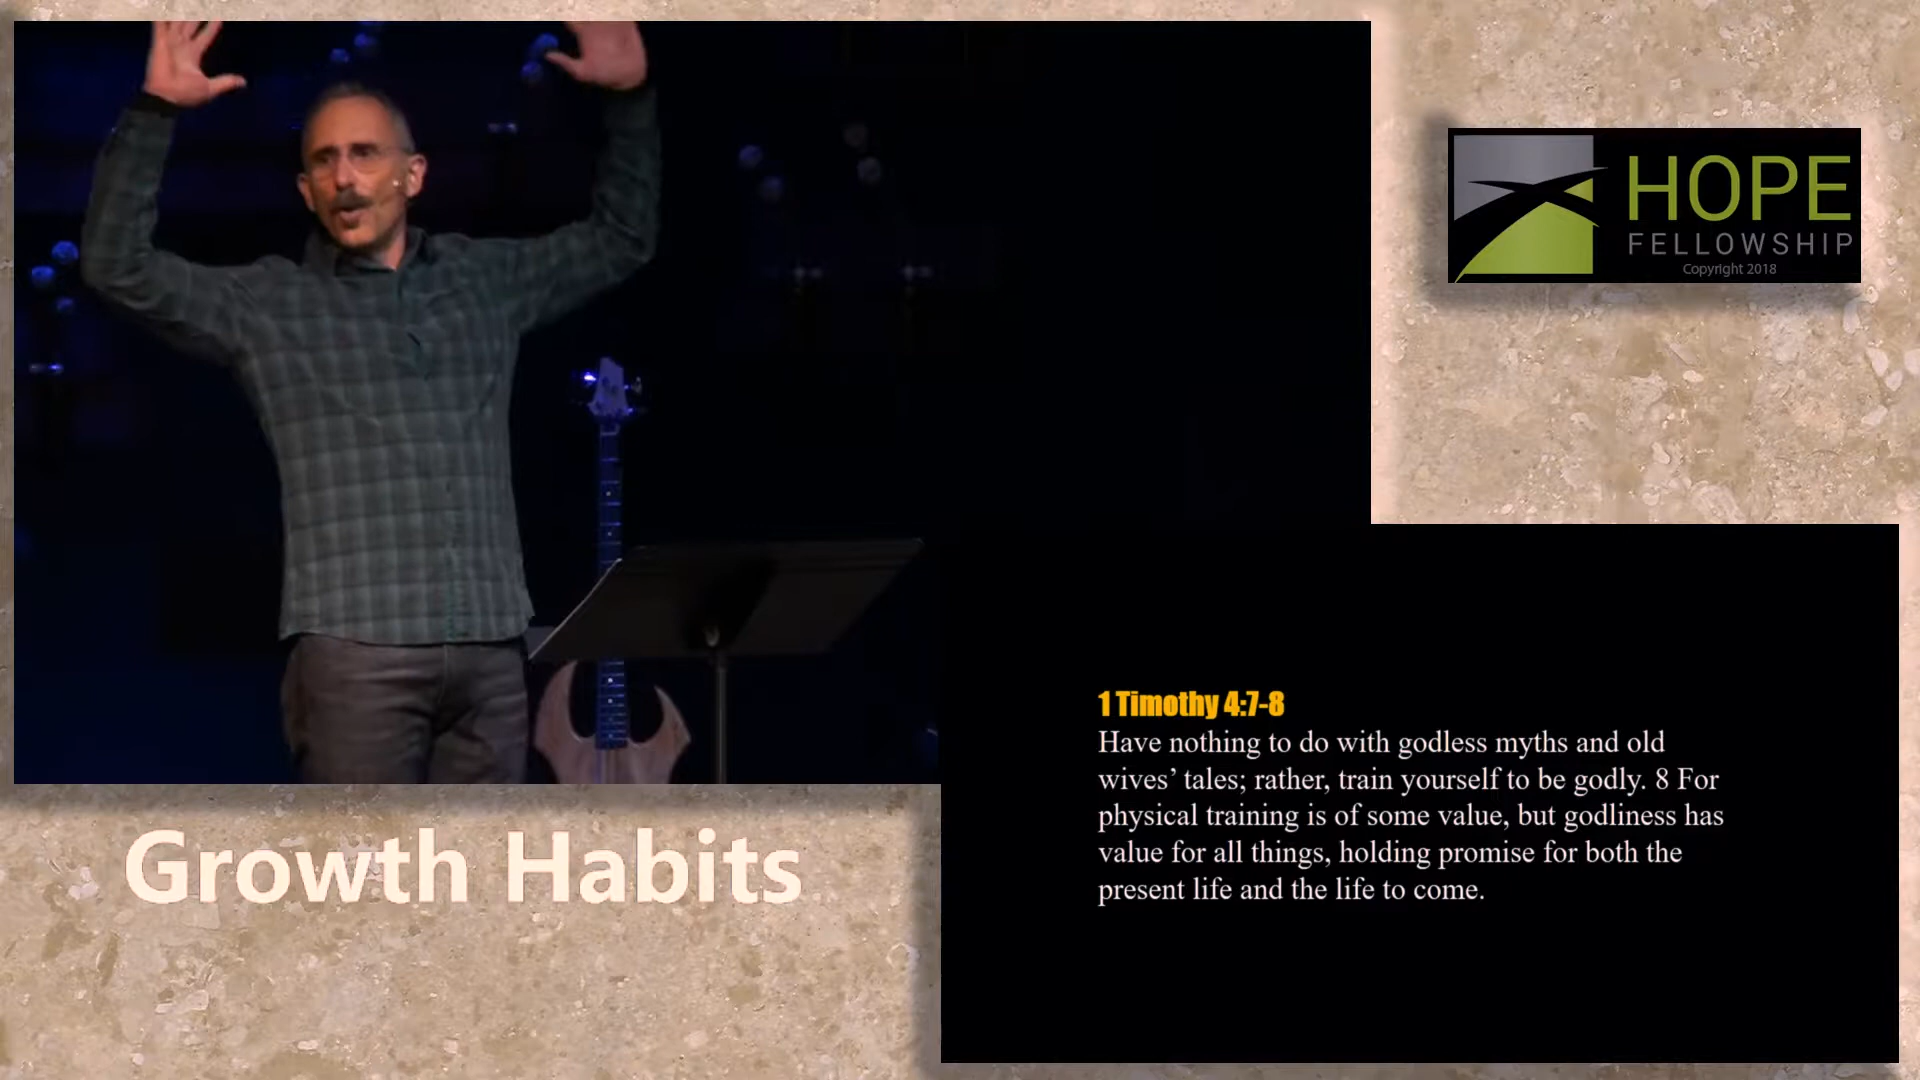 HOPE
FELLOWSHIP
Copyright 2018
1 Timothy 4:7-8
Have nothing to do with godless myths and old
wives’ tales; rather, train yourself to be godly. 8 For
physical training is of some value, but godliness has
value for all things, holding promise for both the
present life and the life to come.
Growth Habits